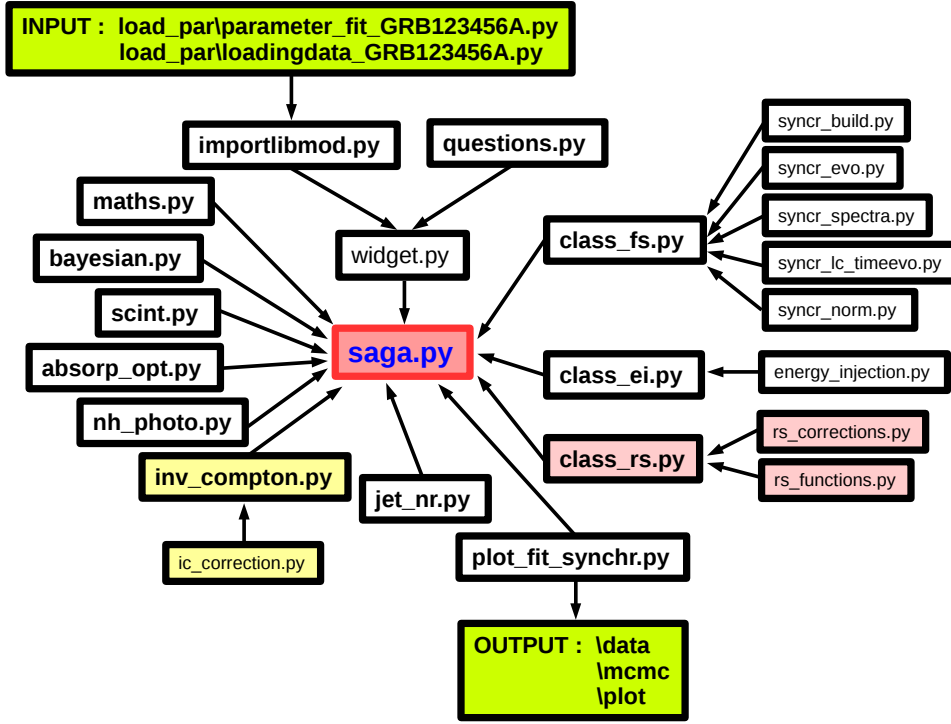 INPUT : load_par\parameter_fit_GRB123456A.py
load_par\loadingdata_GRB123456A.py
importlibmod.py
questions.py
syncr_build.py
syncr_evo.py
syncr_spectra.py
syncr_lc_timeevo.py
syncr_norm.py
maths.py
bayesian.py
scint.py
absorp_opt.py
nh_photo.py
widget.py
class_fs.py
saga.py
class_ei.py
energy_injection.py
class_rs.py
rs_corrections.py
rs_functions.py
inv_compton.py
jet_nr.py
ic_correction.py
plot_fit_synchr.py
OUTPUT : \data
\mcmc
\plot